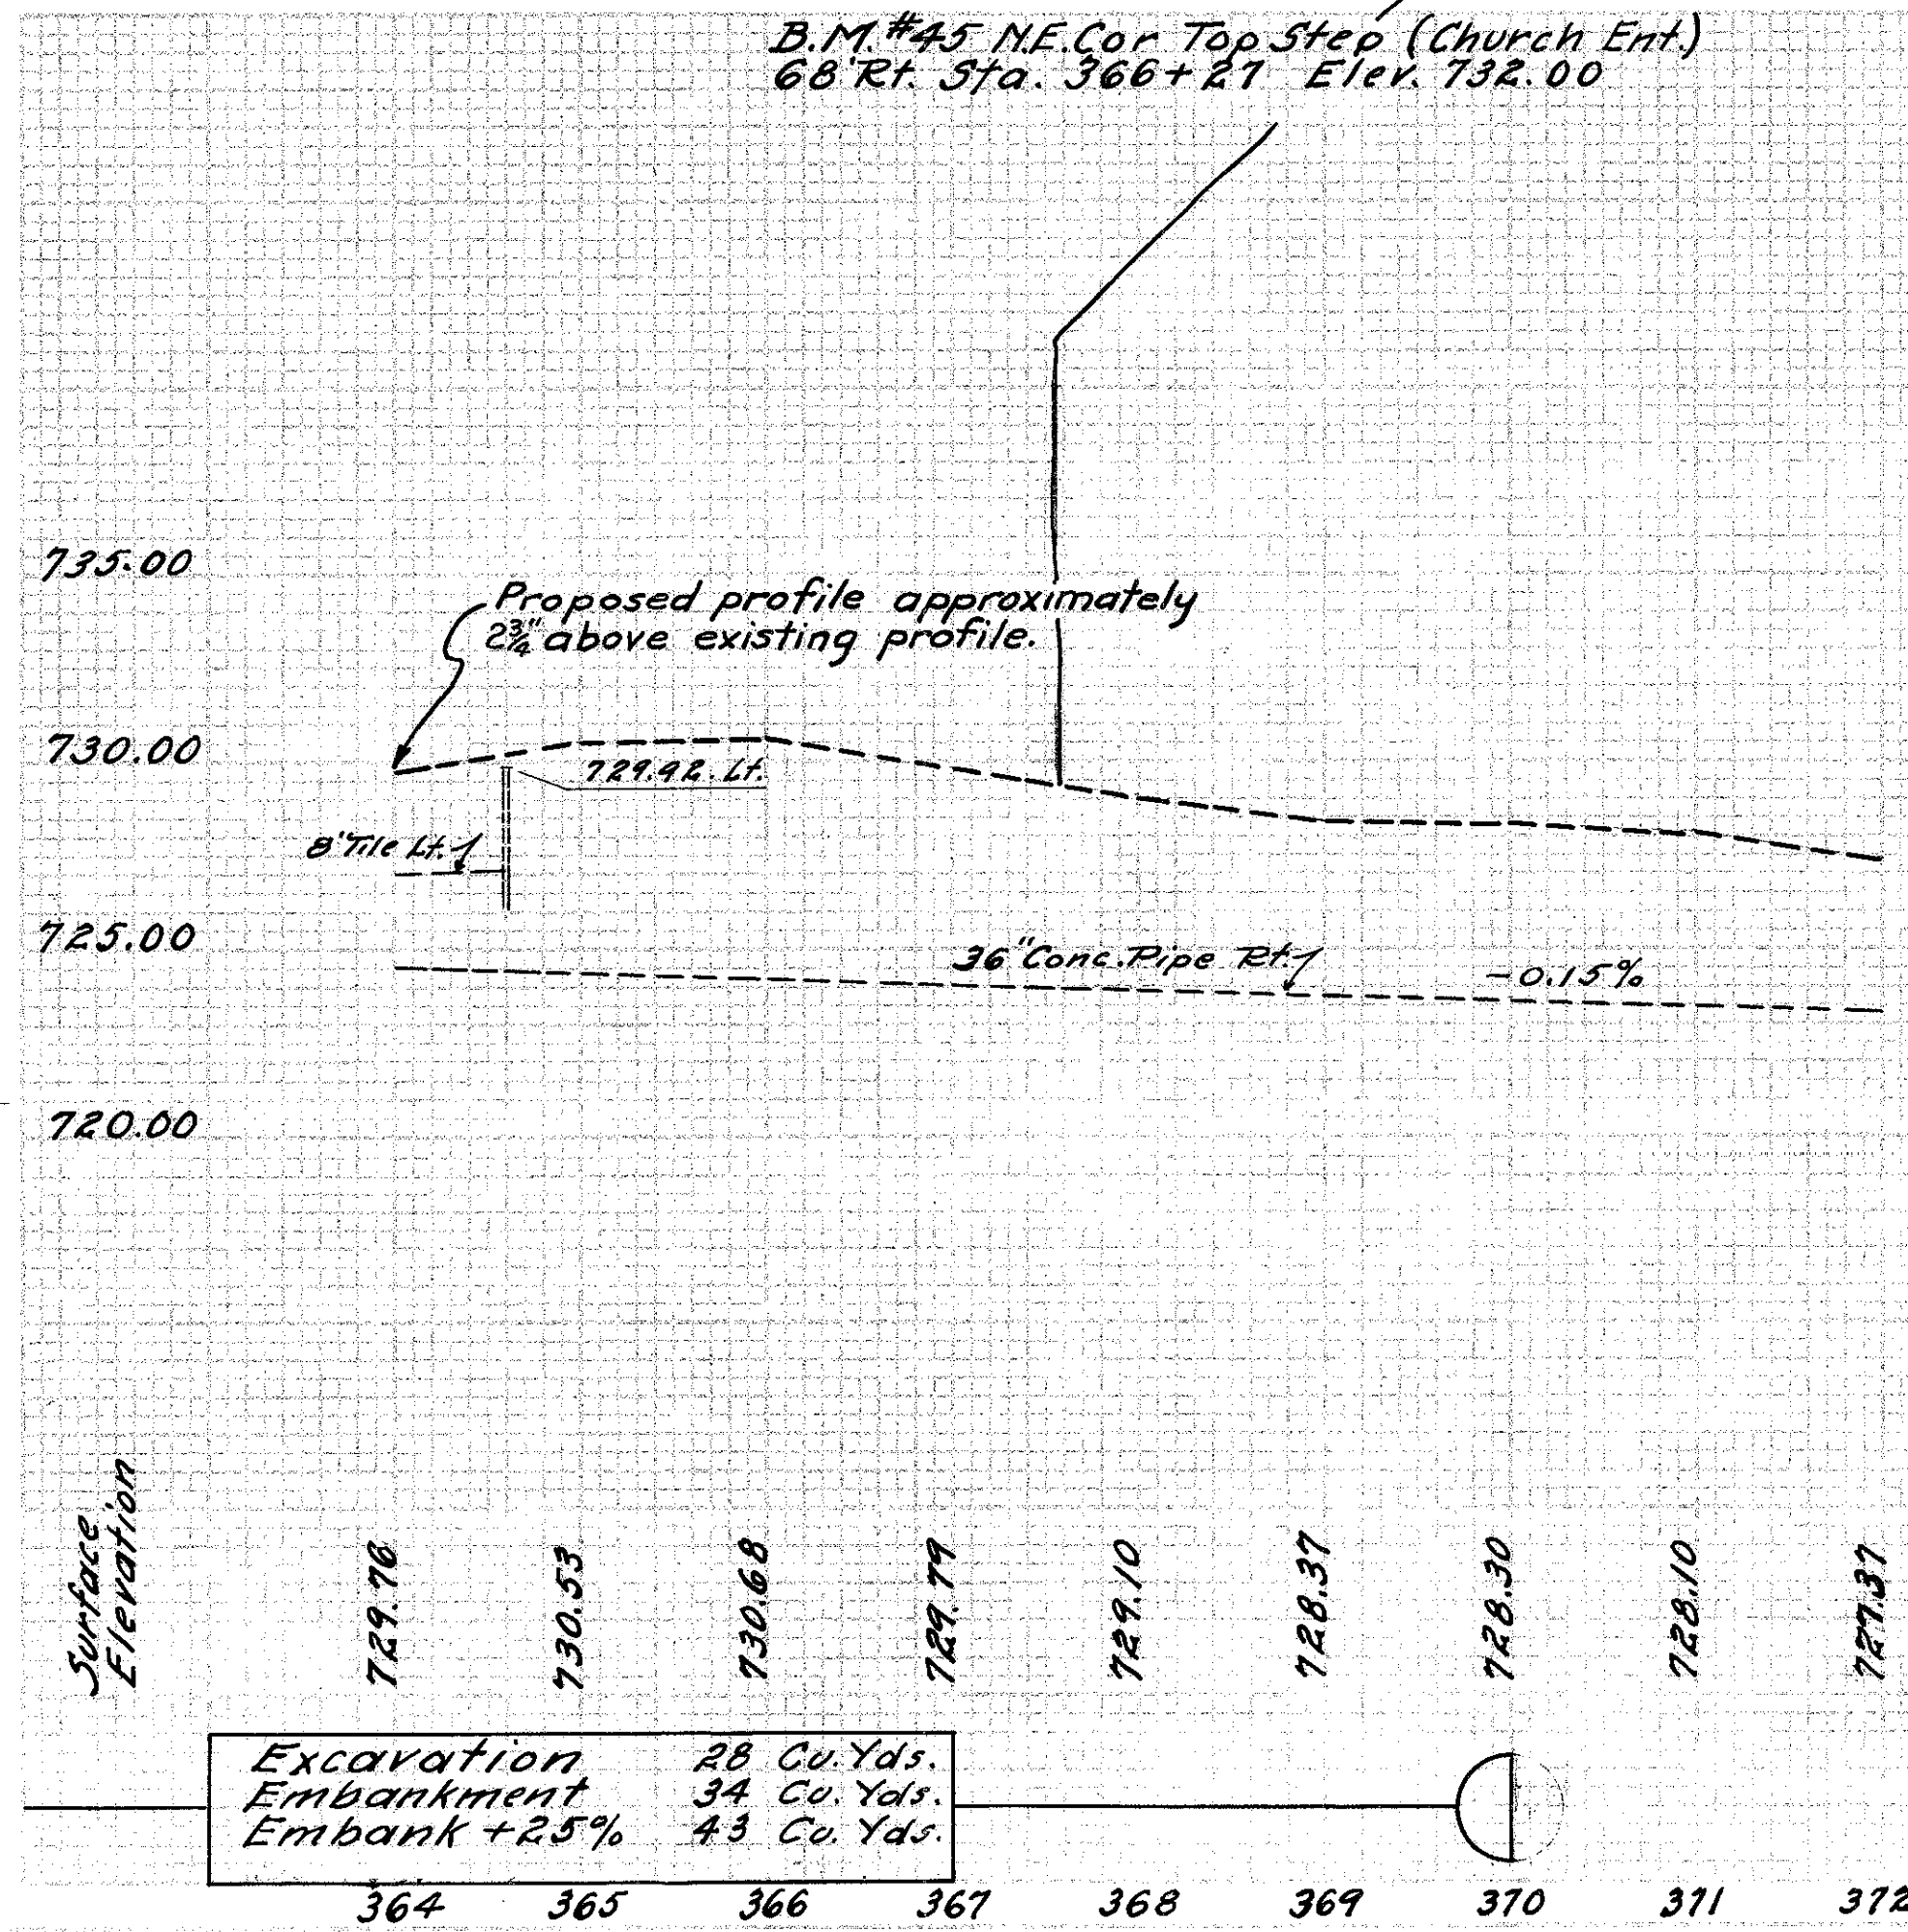 B.M. #45 N.E. Cor Top Step (Church Ent.)
68' Rt. Sta. 366+27 Elev. 732.00
735.00
Proposed profile approximately
2¾" above existing profile.
730.00
729.92 Lt.
8" Tile Lt.
725.00
36" Conc. Pipe Rt.
-0.15%
720.00
Surface
Elevation
729.76
730.53
730.68
729.79
729.10
728.37
728.30
728.10
727.37
Excavation 28 Cu. Yds.
Embankment 34 Cu. Yds.
Embank +25% 43 Cu. Yds.
364 365 366 367 368 369 370 371 372